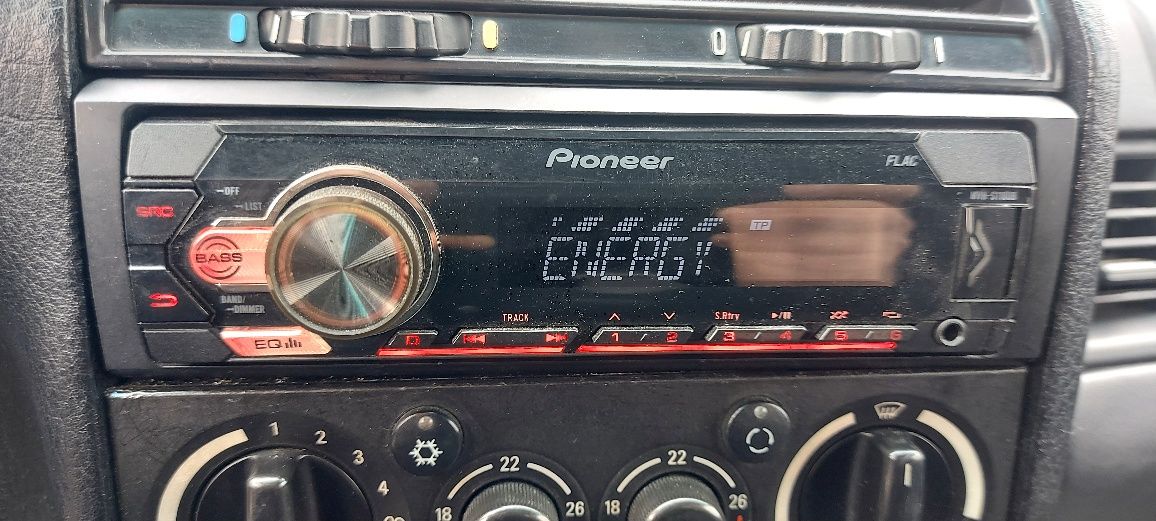 0 I
Pioneer
FLAC
OFF
LIST
SRC
BASS
ENERGY TP
BAND/
DIMMER
EQ
TRACK S.Rtry
1 / 2 3 / 4 5 / 6
1 2 3 4
22 22
18 26 18 26